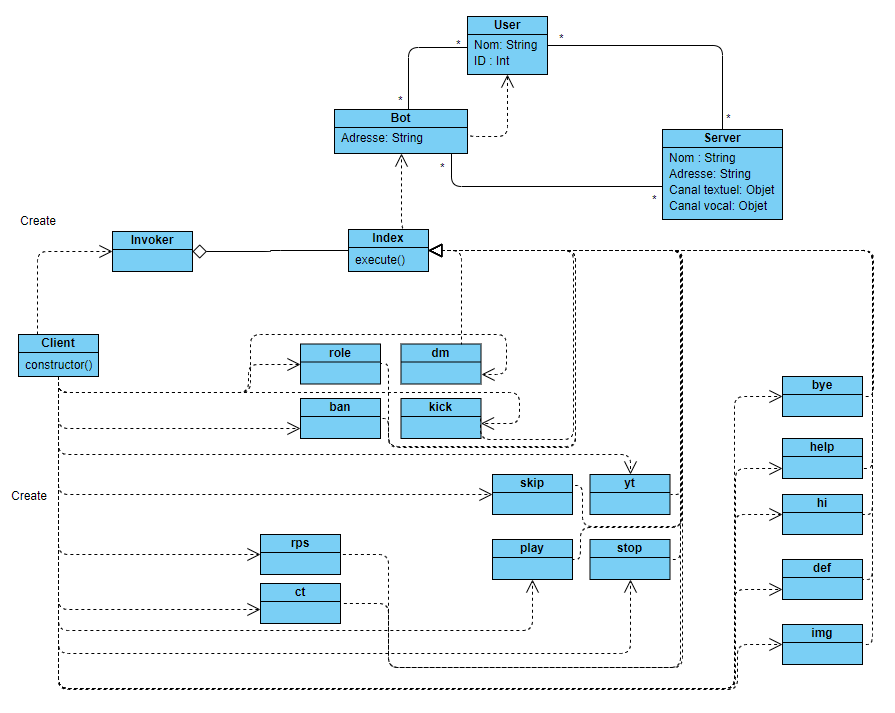 User
Nom: String
ID : Int
*
*
*
*
Bot
Adresse: String
*
*
Server
Nom : String
Adresse: String
Canal textuel: Objet
Canal vocal: Objet
Create
Invoker
Index
execute()
Client
constructor()
role
dm
ban
kick
bye
help
hi
def
img
Create
skip
yt
play
stop
rps
ct